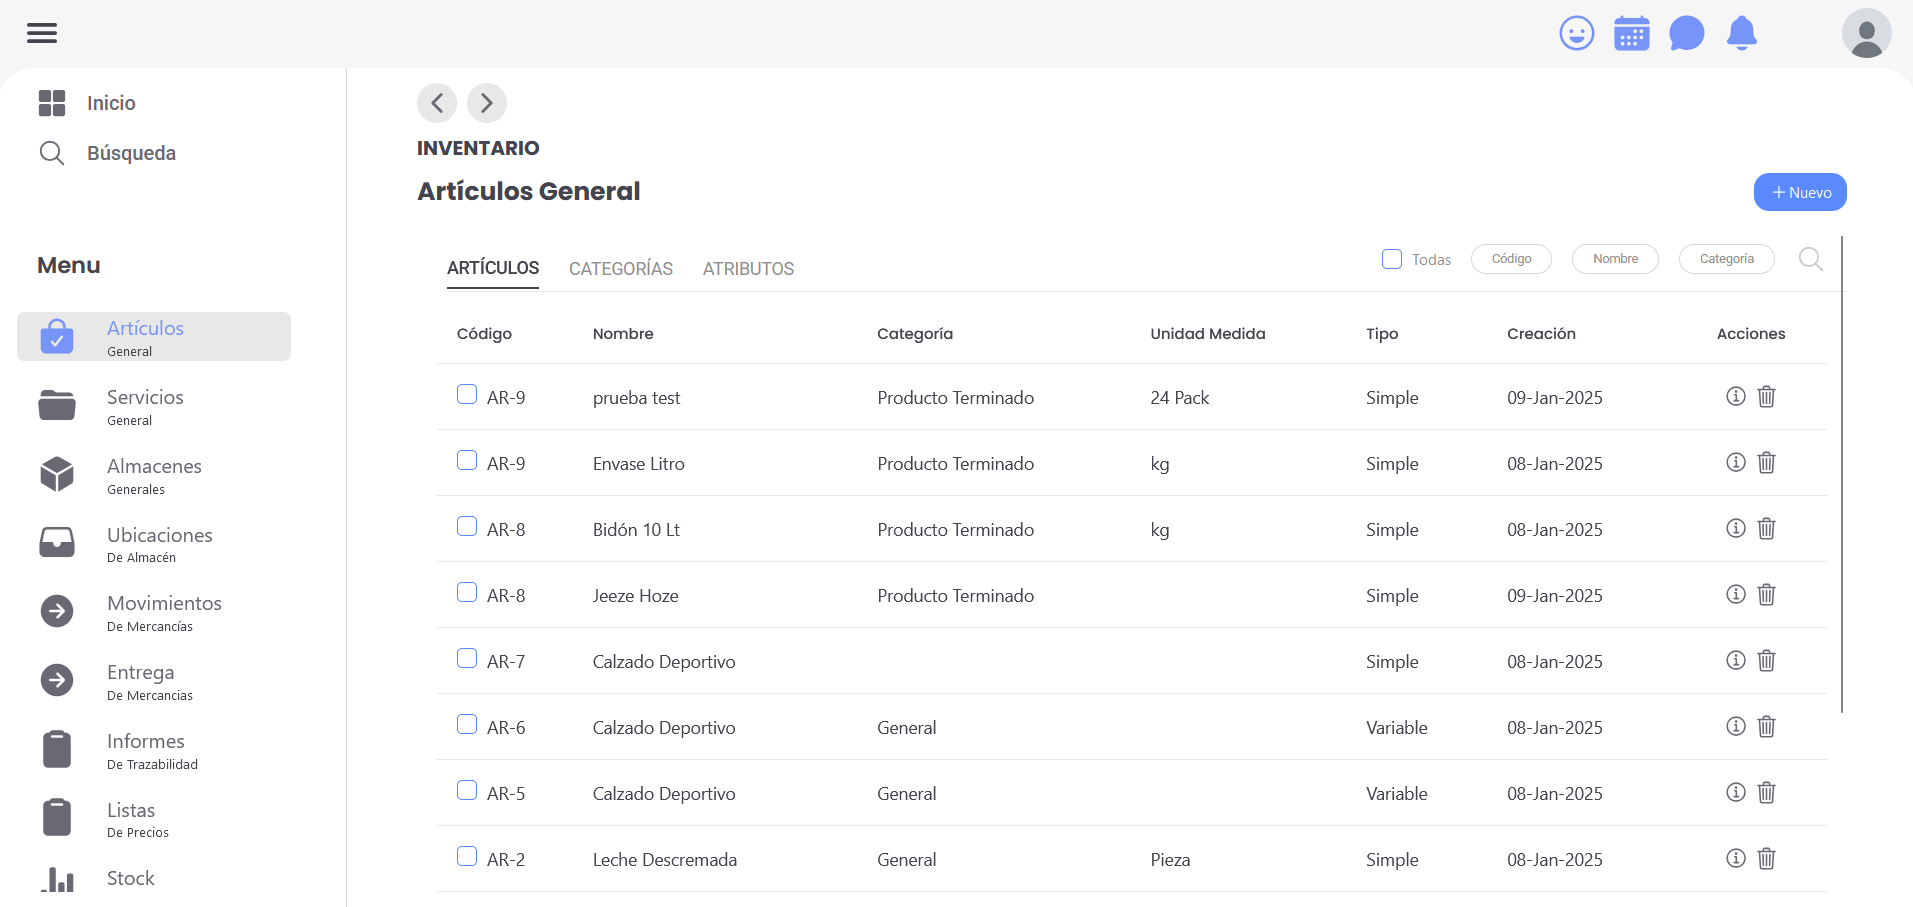 Inicio
Búsqueda
Menu
Artículos
General
Servicios
General
Almacenes
Generales
Ubicaciones
De Almacén
Movimientos
De Mercancías
Entrega
De Mercancias
Informes
De Trazabilidad
Listas
De Precios
Stock
INVENTARIO
Artículos General
+ Nuevo
ARTÍCULOS CATEGORÍAS ATRIBUTOS Todas Código Nombre Categoría
Código Nombre Categoría Unidad Medida Tipo Creación Acciones
AR-9 prueba test Producto Terminado 24 Pack Simple 09-Jan-2025
AR-9 Envase Litro Producto Terminado kg Simple 08-Jan-2025
AR-8 Bidón 10 Lt Producto Terminado kg Simple 08-Jan-2025
AR-8 Jeeze Hoze Producto Terminado Simple 09-Jan-2025
AR-7 Calzado Deportivo Simple 08-Jan-2025
AR-6 Calzado Deportivo General Variable 08-Jan-2025
AR-5 Calzado Deportivo General Variable 08-Jan-2025
AR-2 Leche Descremada General Pieza Simple 08-Jan-2025